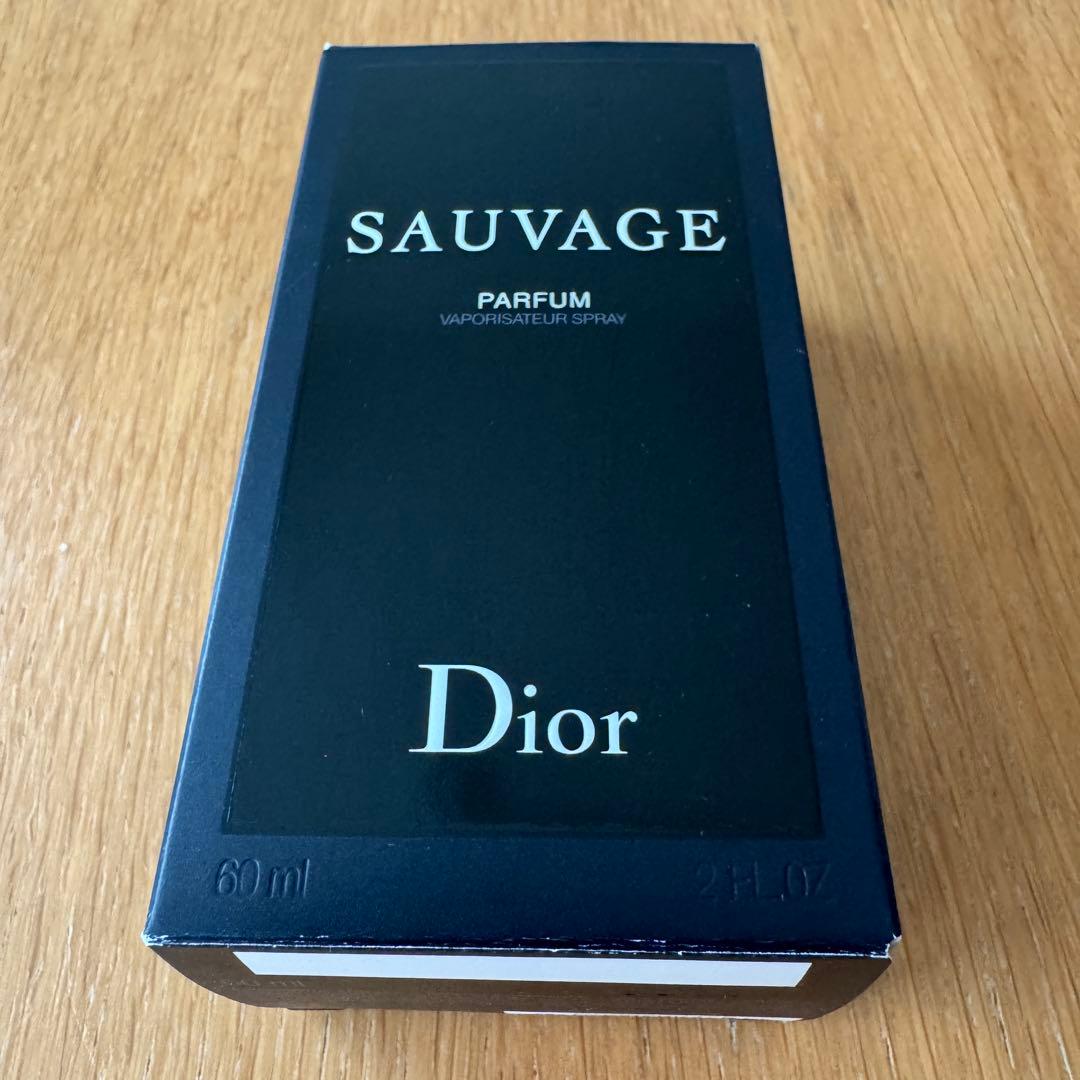 SAUVAGE
PARFUM
VAPORISATEUR SPRAY
Dior
60 ml 2 FL.OZ